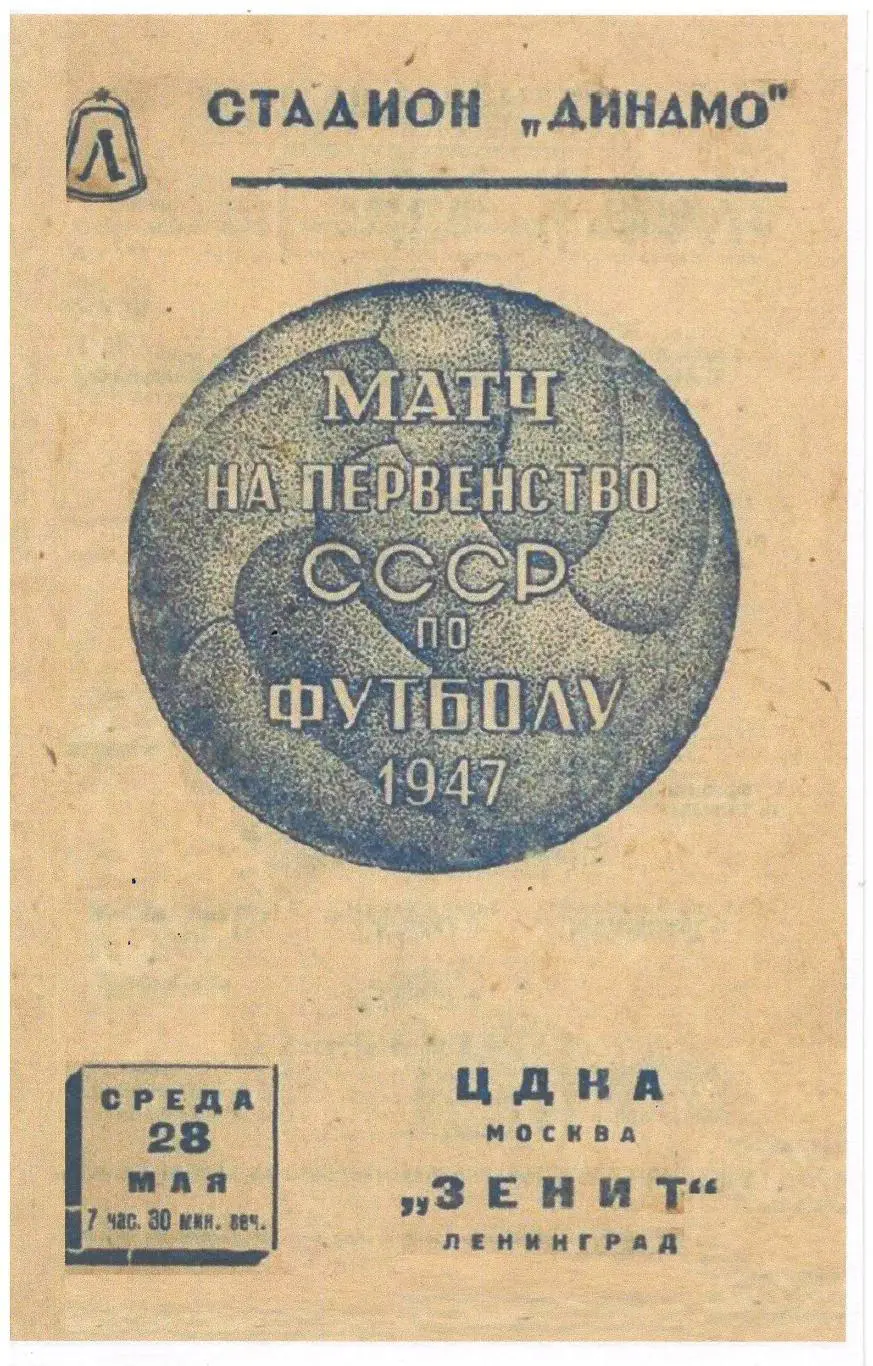 Л
СТАДИОН „ДИНАМО"
МАТЧ
НА ПЕРВЕНСТВО
СССР
ПО
ФУТБОЛУ
1947
СРЕДА
28
МАЯ
7 час. 30 мин. веч.
ЦДКА
МОСКВА
„ЗЕНИТ“
ЛЕНИНГРАД